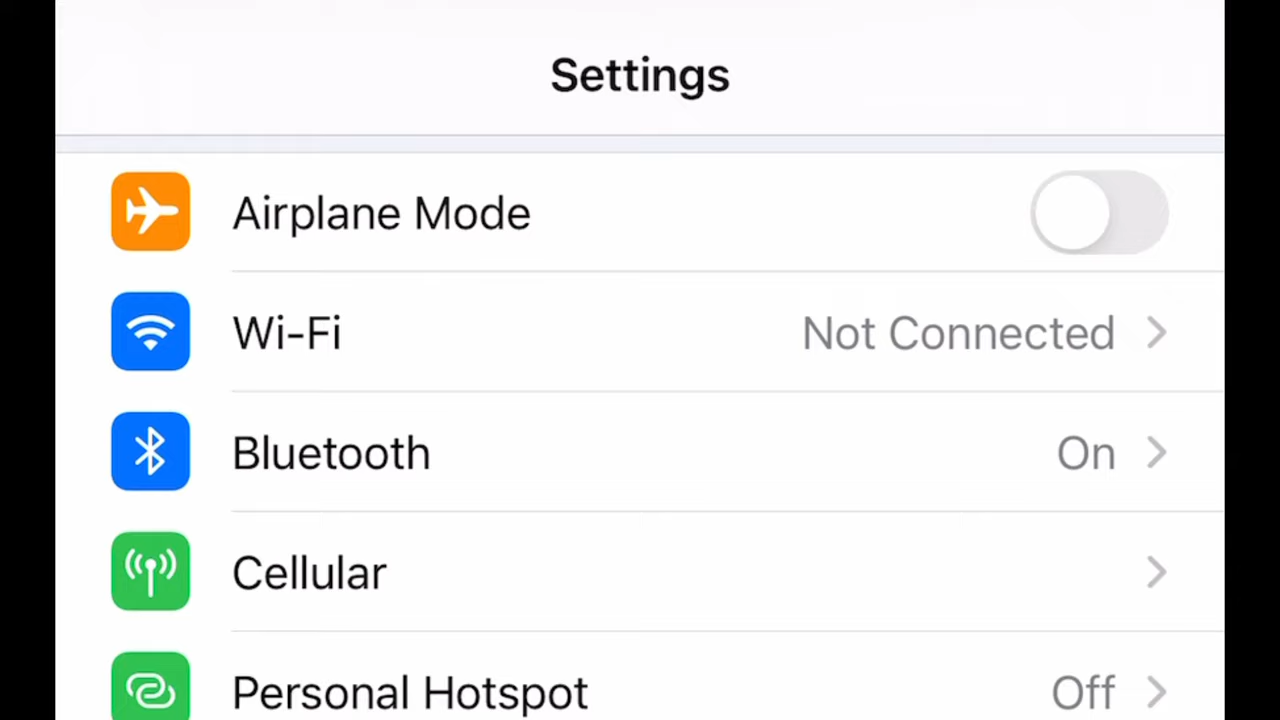 Settings
Airplane Mode
Wi-Fi Not Connected
Bluetooth On
Cellular
Personal Hotspot Off